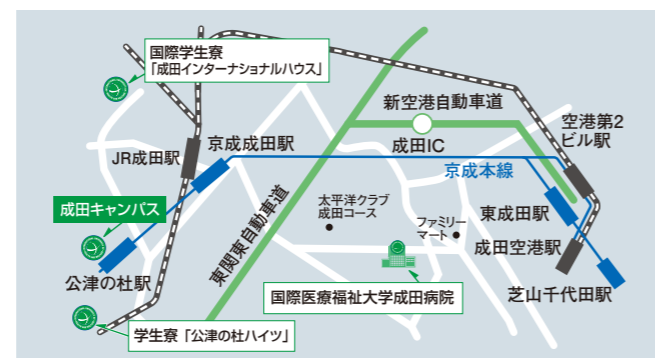 国際学生寮
「成田インターナショナルハウス」
新空港自動車道
空港第2
ビル駅
成田IC
京成成田駅
JR成田駅
京成本線
成田キャンパス
太平洋クラブ
成田コース
ファミリー
マート
東成田駅
東関東自動車道
成田空港駅
公津の杜駅
国際医療福祉大学成田病院
芝山千代田駅
学生寮「公津の杜ハイツ」